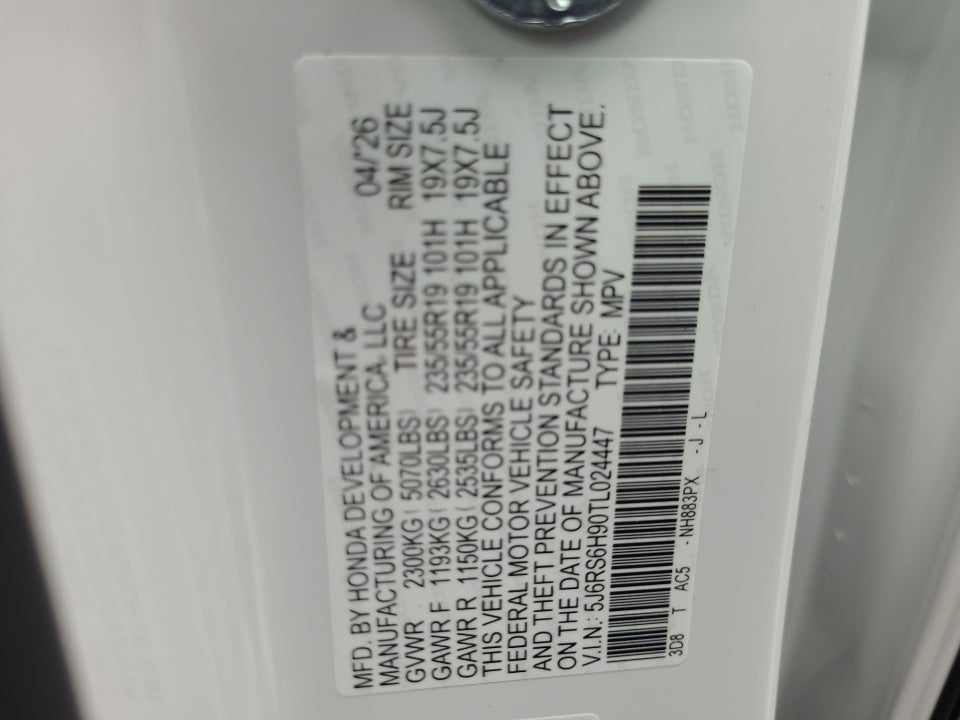 MFD. BY HONDA DEVELOPMENT &
MANUFACTURING OF AMERICA, LLC 04/'26
GVWR 2300KG( 5070LBS) TIRE SIZE RIM SIZE
GAWR F 1193KG( 2630LBS) 235/55R19 101H 19X7.5J
GAWR R 1150KG( 2535LBS) 235/55R19 101H 19X7.5J
THIS VEHICLE CONFORMS TO ALL APPLICABLE
FEDERAL MOTOR VEHICLE SAFETY
AND THEFT PREVENTION STANDARDS IN EFFECT
ON THE DATE OF MANUFACTURE SHOWN ABOVE.
V.I.N.: 5J6RS6H90TL024447 TYPE: MPV
3D8 T AC5 -NH883PX -J-L